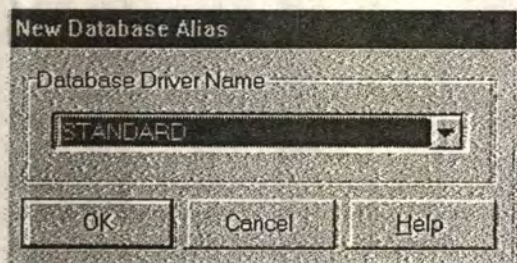 New Database Alias
Database Driver Name
STANDARD
OK Cancel Help